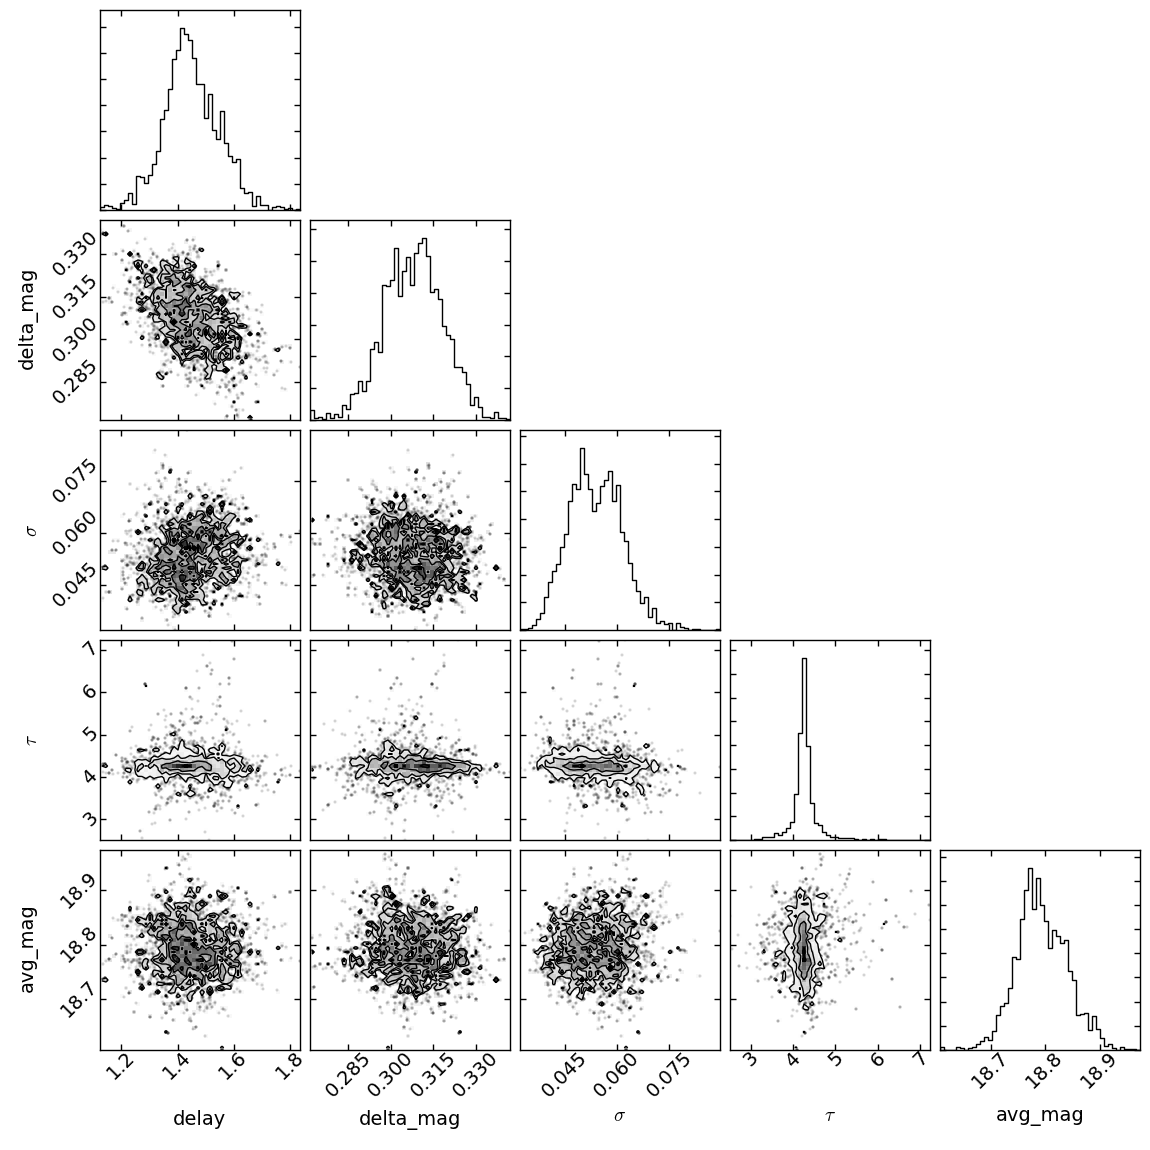 0.330
0.315
0.300
0.285
delta_mag
0.075
0.060
0.045
σ
7
6
5
4
3
τ
18.9
18.8
18.7
avg_mag
1.2 1.4 1.6 1.8
0.285 0.300 0.315 0.330
0.045 0.060 0.075
3 4 5 6 7
18.7 18.8 18.9
delay delta_mag σ τ avg_mag